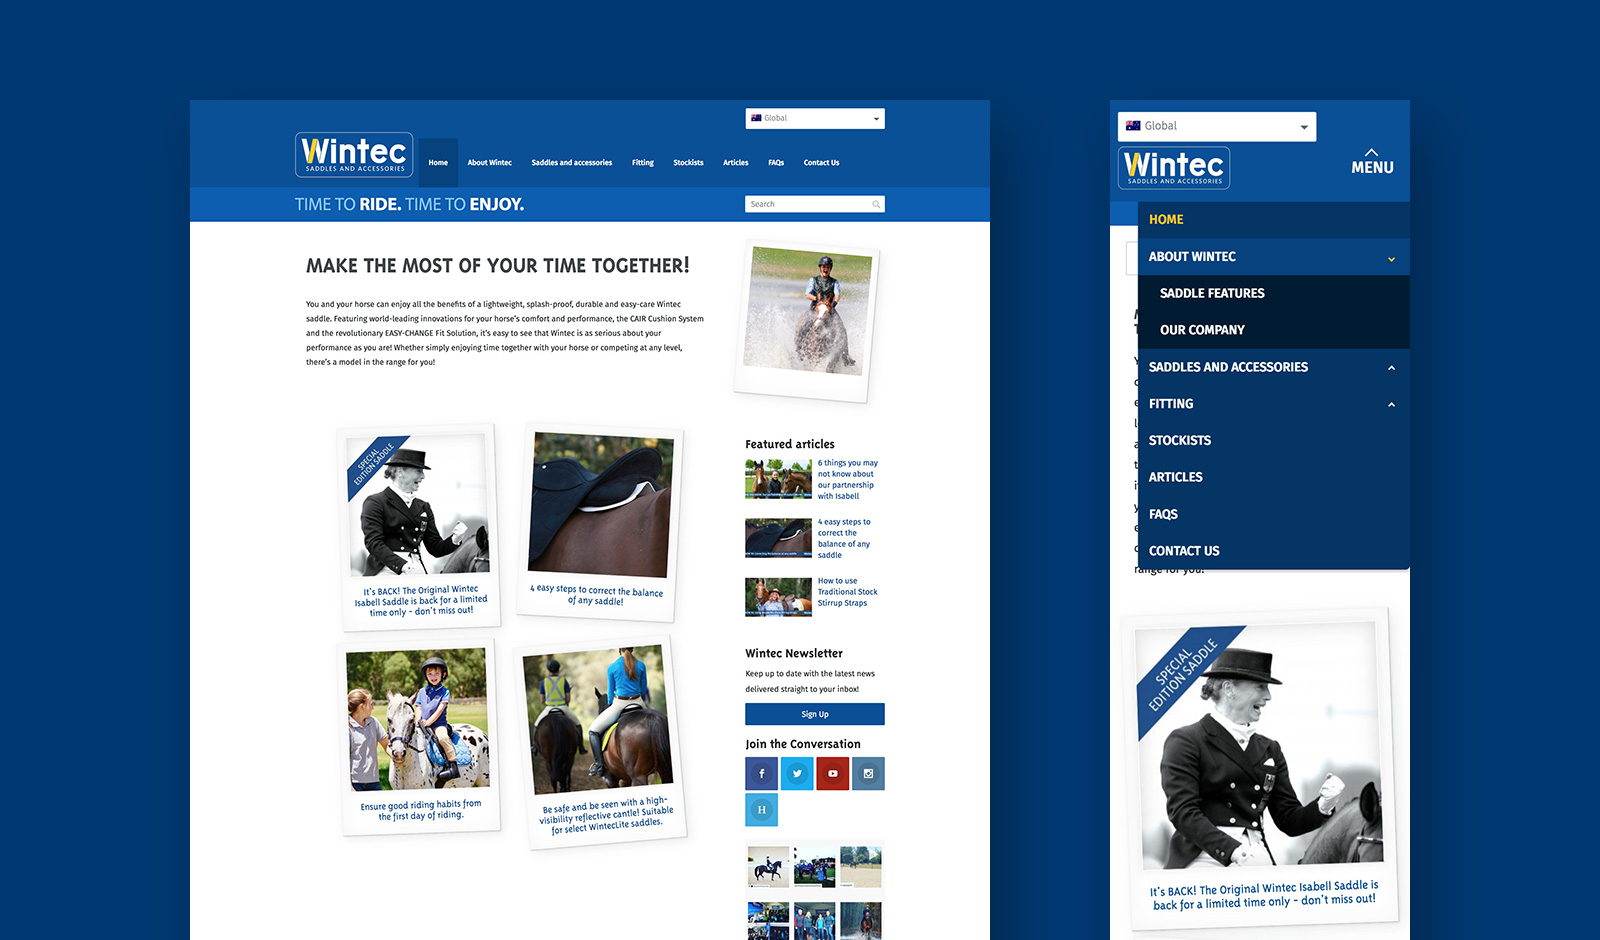 Global
Wintec
SADDLES AND ACCESSORIES
Home
About Wintec
Saddles and accessories
Fitting
Stockists
Articles
FAQs
Contact Us
TIME TO RIDE. TIME TO ENJOY.
Search
MAKE THE MOST OF YOUR TIME TOGETHER!
You and your horse can enjoy all the benefits of a lightweight, splash-proof, durable and easy-care Wintec
saddle. Featuring world-leading innovations for your horse's comfort and performance, the CAIR Cushion System
and the revolutionary EASY-CHANGE Fit Solution, it's easy to see that Wintec is as serious about your
performance as you are! Whether simply enjoying time together with your horse or competing at any level,
there's a model in the range for you!
SPECIAL
EDITION SADDLE
It's BACK! The Original Wintec
Isabell Saddle is back for a limited
time only - don't miss out!
4 easy steps to correct the balance
of any saddle!
Ensure good riding habits from
the first day of riding.
Be safe and be seen with a high-
visibility reflective cantle! Suitable
for select WintecLite saddles.
Featured articles
6 things you may
not know about
our partnership
with Isabell
4 easy steps to
correct the
balance of any
saddle
How to use
Traditional Stock
Stirrup Straps
Wintec Newsletter
Keep up to date with the latest news
delivered straight to your inbox!
Sign Up
Join the Conversation
H
Global
Wintec
SADDLES AND ACCESSORIES
MENU
HOME
ABOUT WINTEC
SADDLE FEATURES
OUR COMPANY
SADDLES AND ACCESSORIES
FITTING
STOCKISTS
ARTICLES
FAQS
CONTACT US
range for you!
SPECIAL
EDITION SADDLE
It's BACK! The Original Wintec Isabell Saddle is
back for a limited time only - don't miss out!